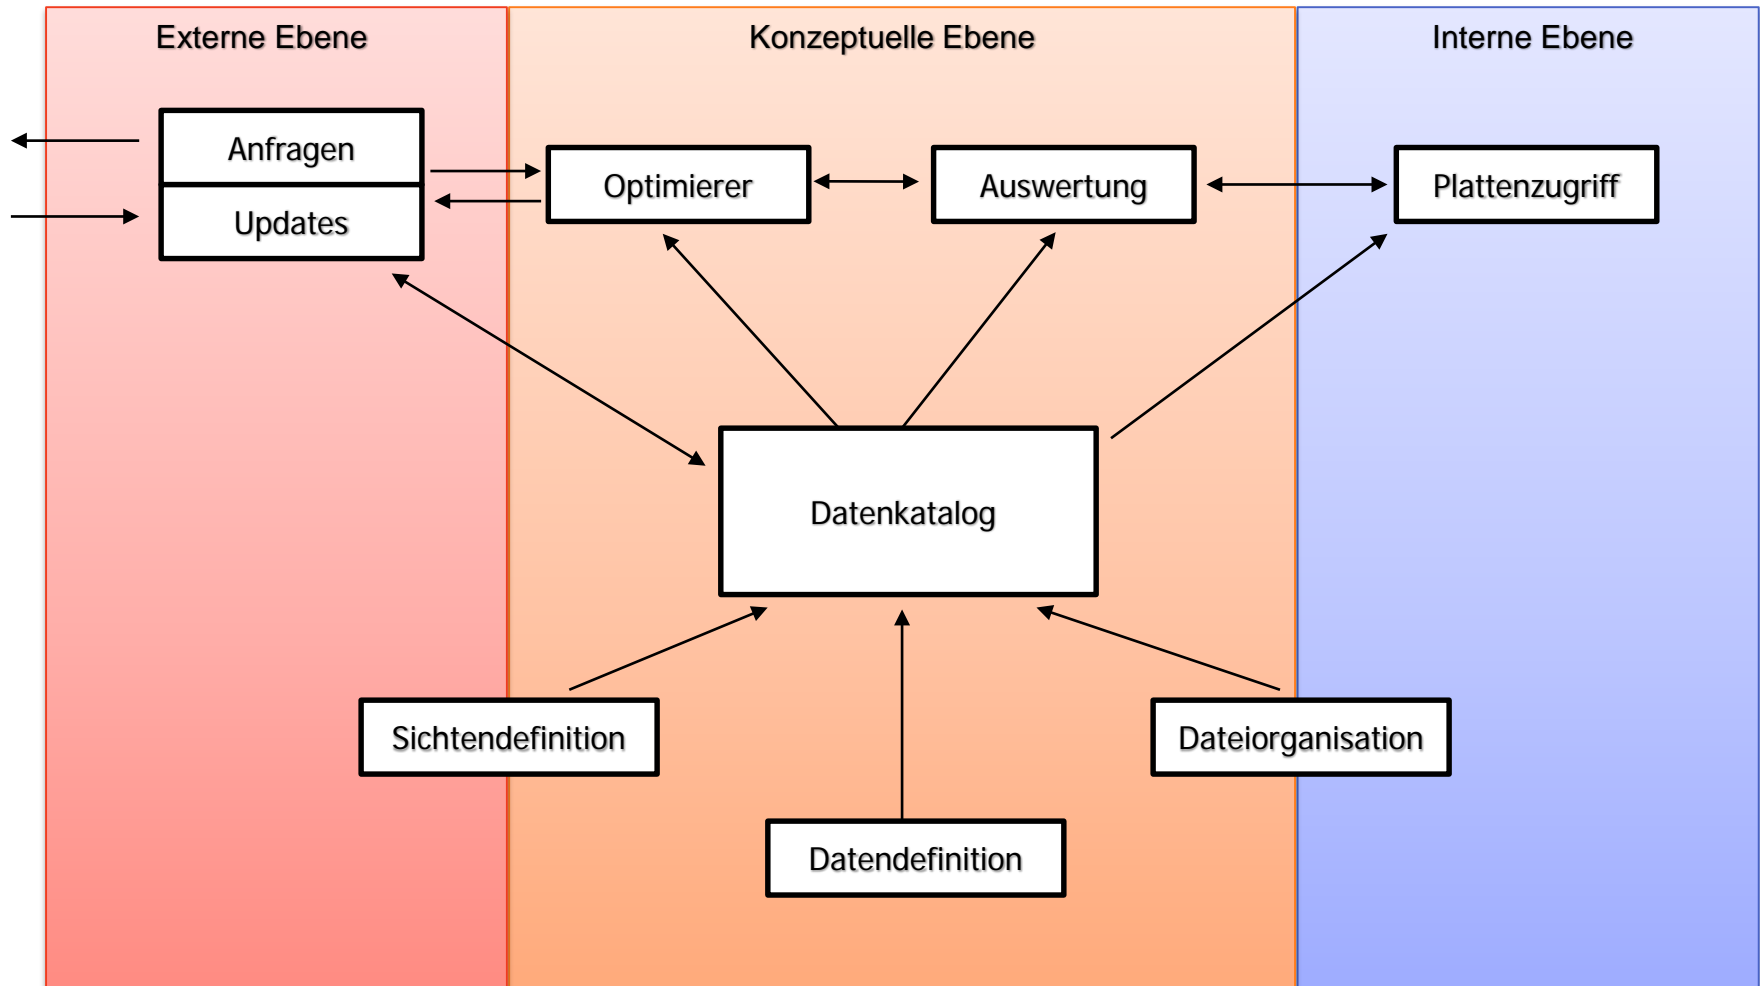 Externe Ebene
Konzeptuelle Ebene
Interne Ebene
Anfragen
Updates
Optimierer
Auswertung
Plattenzugriff
Datenkatalog
Sichtendefinition
Dateiorganisation
Datendefinition